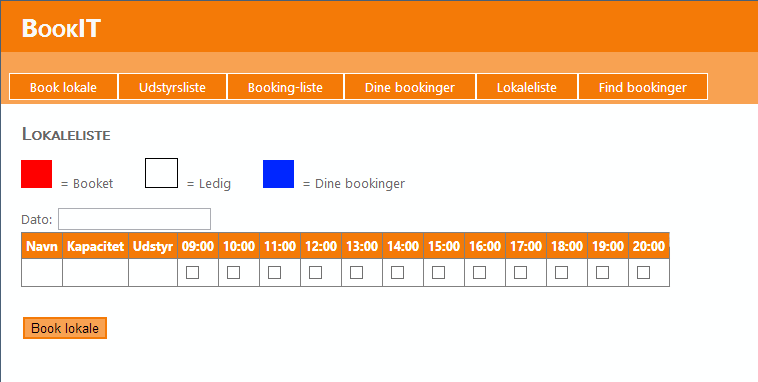 BookIT
Book lokale Udstyrsliste Booking-liste Dine bookinger Lokaleliste Find bookinger
Lokaleliste
= Booket = Ledig = Dine bookinger
Dato:
Navn Kapacitet Udstyr 09:00 10:00 11:00 12:00 13:00 14:00 15:00 16:00 17:00 18:00 19:00 20:00
Book lokale